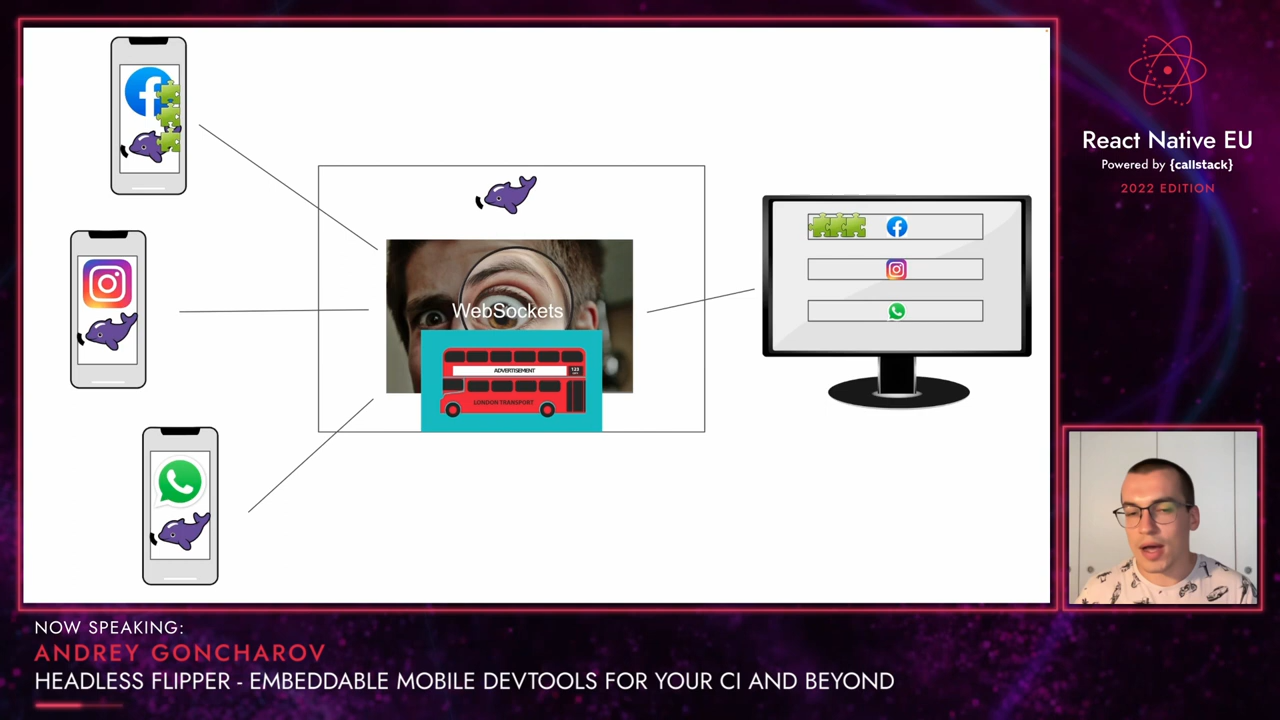 WebSockets
ADVERTISEMENT
123
LONDON TRANSPORT
React Native EU
Powered by {callstack}
2022 EDITION
NOW SPEAKING:
ANDREY GONCHAROV
HEADLESS FLIPPER - EMBEDDABLE MOBILE DEVTOOLS FOR YOUR CI AND BEYOND